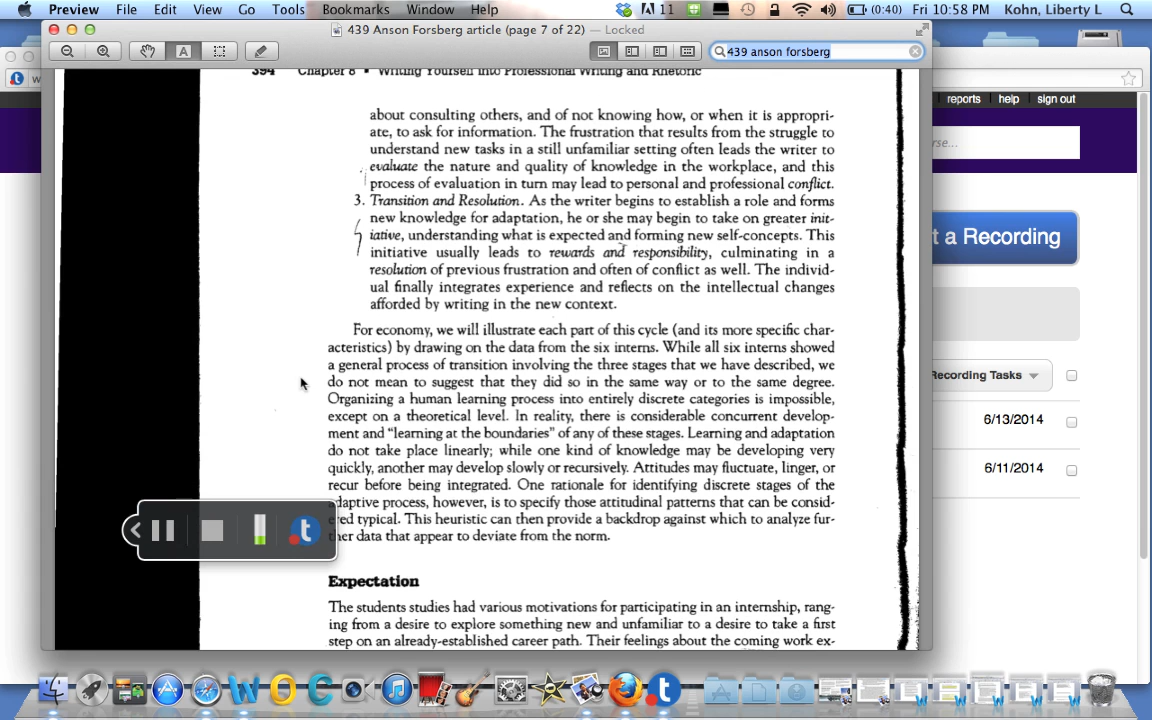 Preview File Edit View Go Tools Bookmarks Window Help 11 (0:40) Fri 10:58 PM Kohn, Liberty L
439 Anson Forsberg article (page 7 of 22) — Locked
439 anson forsberg
reports help sign out
394 Chapter 8 • Writing Yourself into Professional Writing and Rhetoric
about consulting others, and of not knowing how, or when it is appropri-
ate, to ask for information. The frustration that results from the struggle to
understand new tasks in a still unfamiliar setting often leads the writer to
evaluate the nature and quality of knowledge in the workplace, and this
process of evaluation in turn may lead to personal and professional conflict.
3. Transition and Resolution. As the writer begins to establish a role and forms
new knowledge for adaptation, he or she may begin to take on greater init-
iative, understanding what is expected and forming new self-concepts. This
initiative usually leads to rewards and responsibility, culminating in a
resolution of previous frustration and often of conflict as well. The individ-
ual finally integrates experience and reflects on the intellectual changes
afforded by writing in the new context.
For economy, we will illustrate each part of this cycle (and its more specific char-
acteristics) by drawing on the data from the six interns. While all six interns showed
a general process of transition involving the three stages that we have described, we
do not mean to suggest that they did so in the same way or to the same degree.
Organizing a human learning process into entirely discrete categories is impossible,
except on a theoretical level. In reality, there is considerable concurrent develop-
ment and "learning at the boundaries" of any of these stages. Learning and adaptation
do not take place linearly; while one kind of knowledge may be developing very
quickly, another may develop slowly or recursively. Attitudes may fluctuate, linger, or
recur before being integrated. One rationale for identifying discrete stages of the
adaptive process, however, is to specify those attitudinal patterns that can be consid-
ered typical. This heuristic can then provide a backdrop against which to analyze fur-
ther data that appear to deviate from the norm.
Expectation
The students studies had various motivations for participating in an internship, rang-
ing from a desire to explore something new and unfamiliar to a desire to take a first
step on an already-established career path. Their feelings about the coming work ex-
rse...
t a Recording
Recording Tasks
6/13/2014
6/11/2014